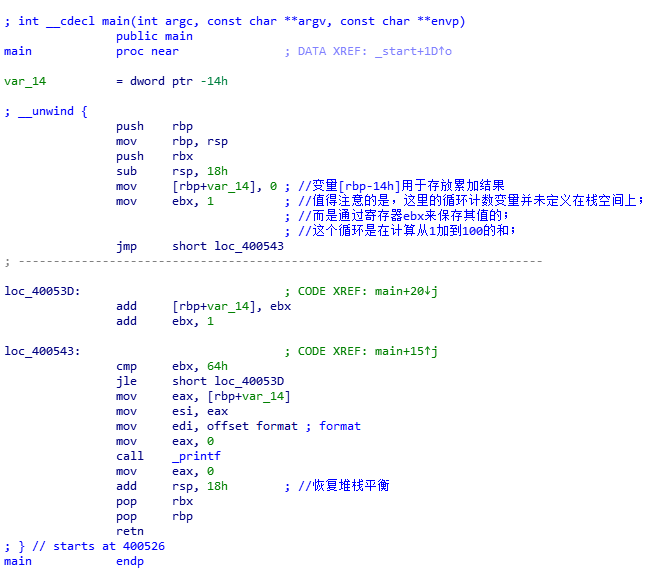 ; int __cdecl main(int argc, const char **argv, const char **envp)
public main
main proc near ; DATA XREF: _start+1D↑o
var_14 = dword ptr -14h
; __unwind {
push rbp
mov rbp, rsp
push rbx
sub rsp, 18h
mov [rbp+var_14], 0 ; //变量[rbp-14h]用于存放累加结果
mov ebx, 1 ; //值得注意的是，这里的循环计数变量并未定义在栈空间上；
; //而是通过寄存器ebx来保存其值的；
; //这个循环是在计算从1加到100的和；
jmp short loc_400543
; ---------------------------------------------------------------------------
loc_40053D: ; CODE XREF: main+20↓j
add [rbp+var_14], ebx
add ebx, 1
loc_400543: ; CODE XREF: main+15↑j
cmp ebx, 64h
jle short loc_40053D
mov eax, [rbp+var_14]
mov esi, eax
mov edi, offset format ; format
mov eax, 0
call _printf
mov eax, 0
add rsp, 18h ; //恢复堆栈平衡
pop rbx
pop rbp
retn
; } // starts at 400526
main endp